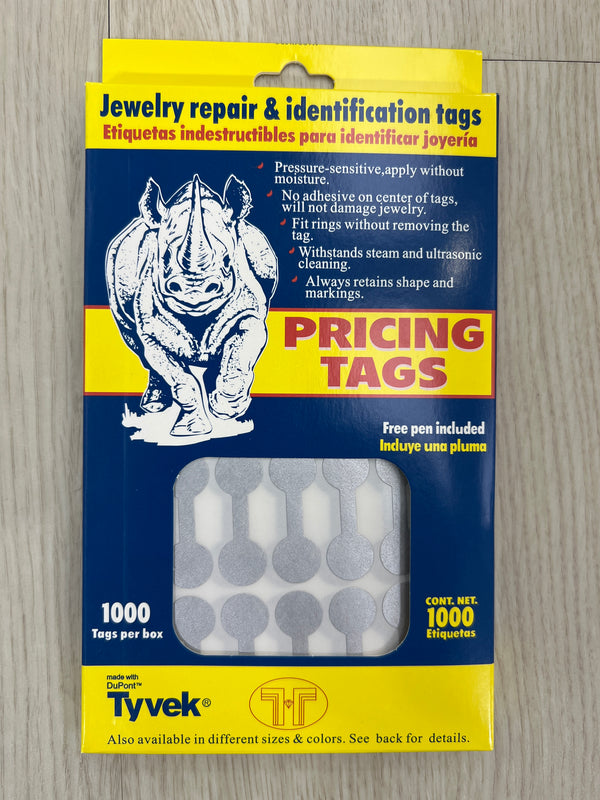 Jewelry repair & identification tags
Etiquetas indestructibles para identificar joyería
Pressure-sensitive,apply without
moisture.
No adhesive on center of tags,
will not damage jewelry.
Fit rings without removing the
tag.
Withstands steam and ultrasonic
cleaning.
Always retains shape and
markings.
PRICING
TAGS
Free pen included
Incluye una pluma
1000
Tags per box
CONT. NET.
1000
Etiquetas
made with
DuPont™
Tyvek®
Also available in different sizes & colors. See back for details.